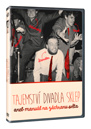 TAJEMSTVÍ DIVADLA SKLEP
aneb manuál na záchranu světa